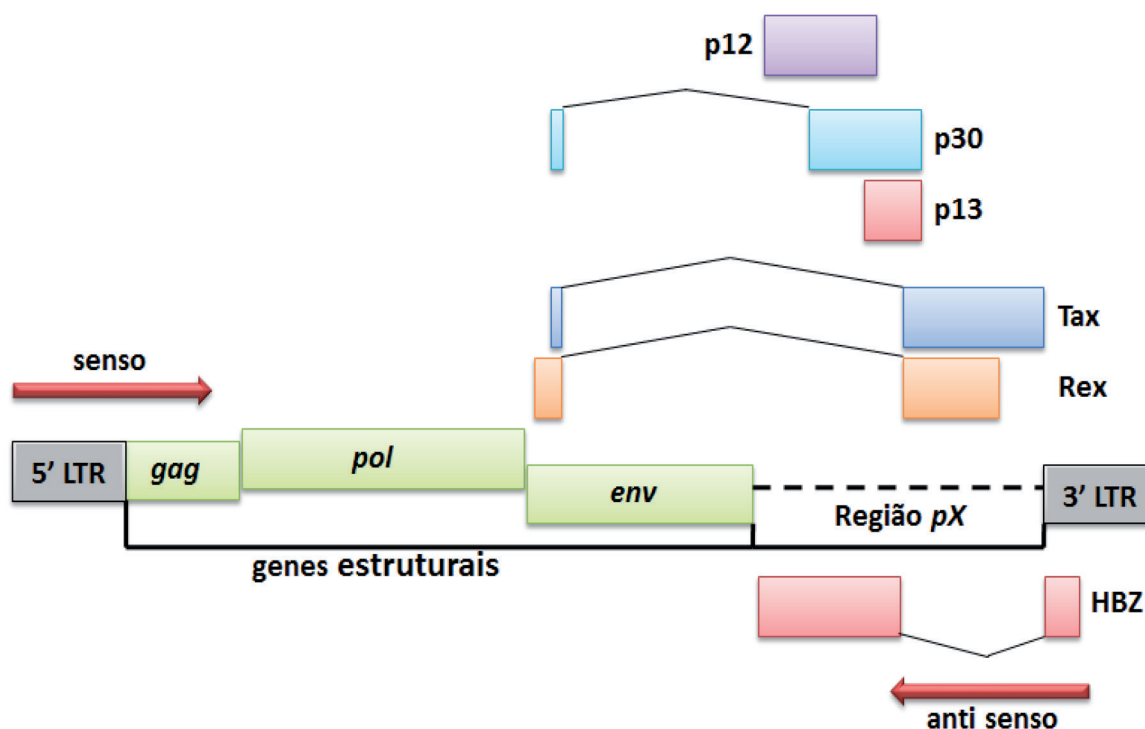 p12
p30
p13
Tax
senso
Rex
5' LTR
gag
pol
env
Região pX
3' LTR
genes estruturais
HBZ
anti senso